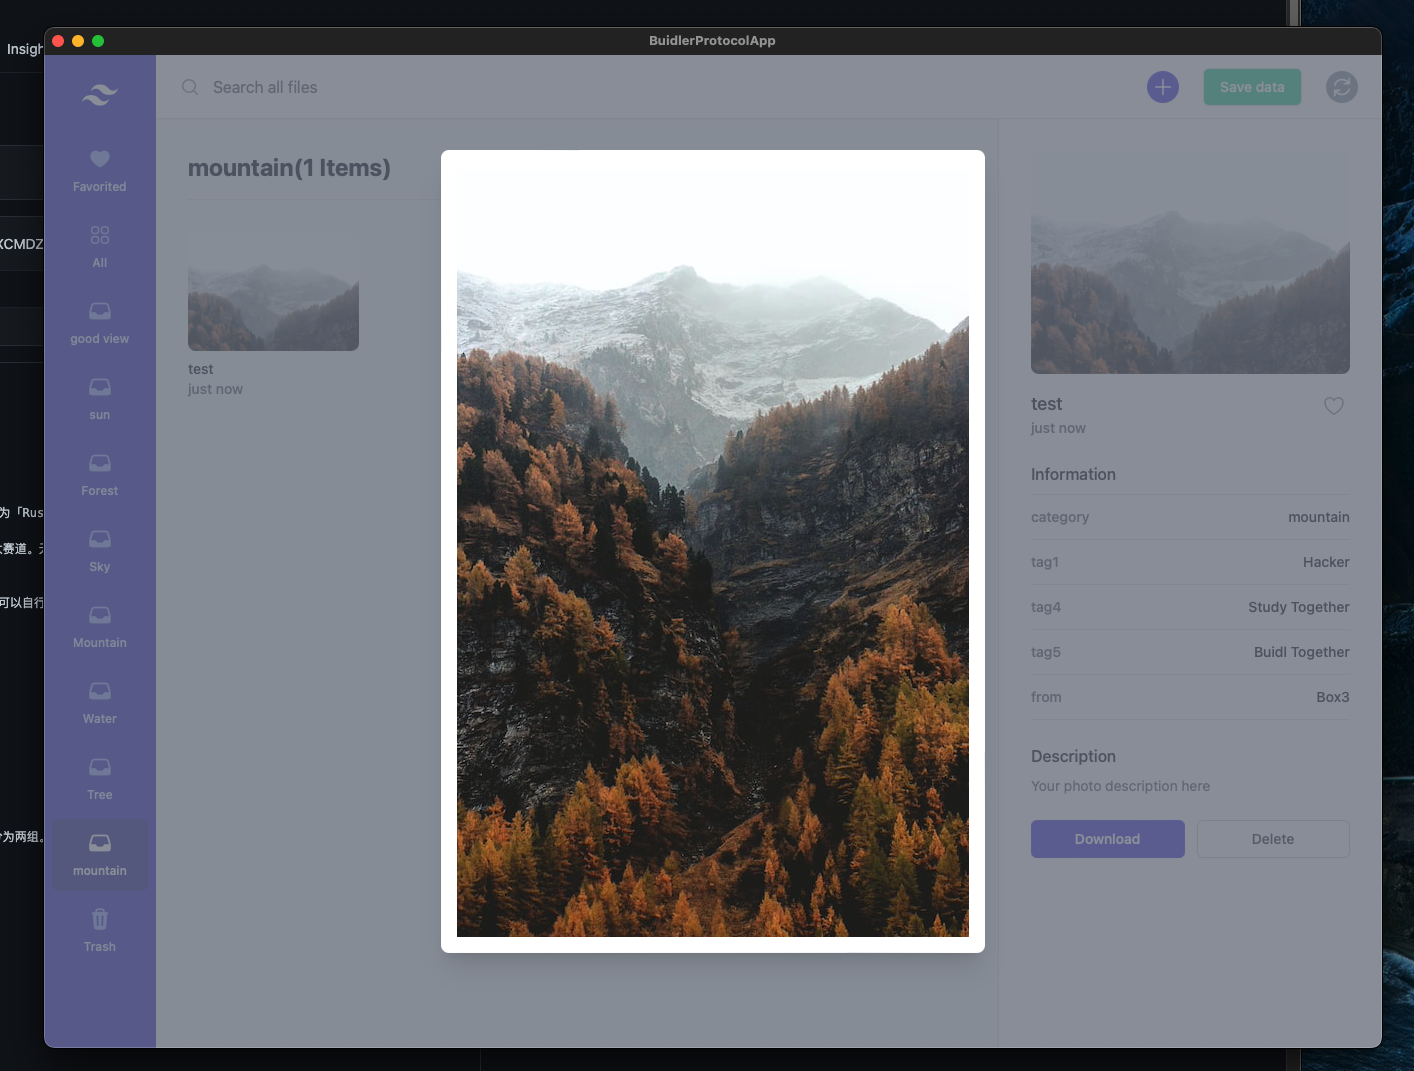 BuidlerProtocolApp
Insigh
XCMDZ
为「Rus
赛道。
可以自行
为两组。
Search all files
Save data
Favorited
All
good view
sun
Forest
Sky
Mountain
Water
Tree
mountain
Trash
mountain(1 Items)
test
just now
test
just now
Information
category mountain
tag1 Hacker
tag4 Study Together
tag5 Buidl Together
from Box3
Description
Your photo description here
Download Delete